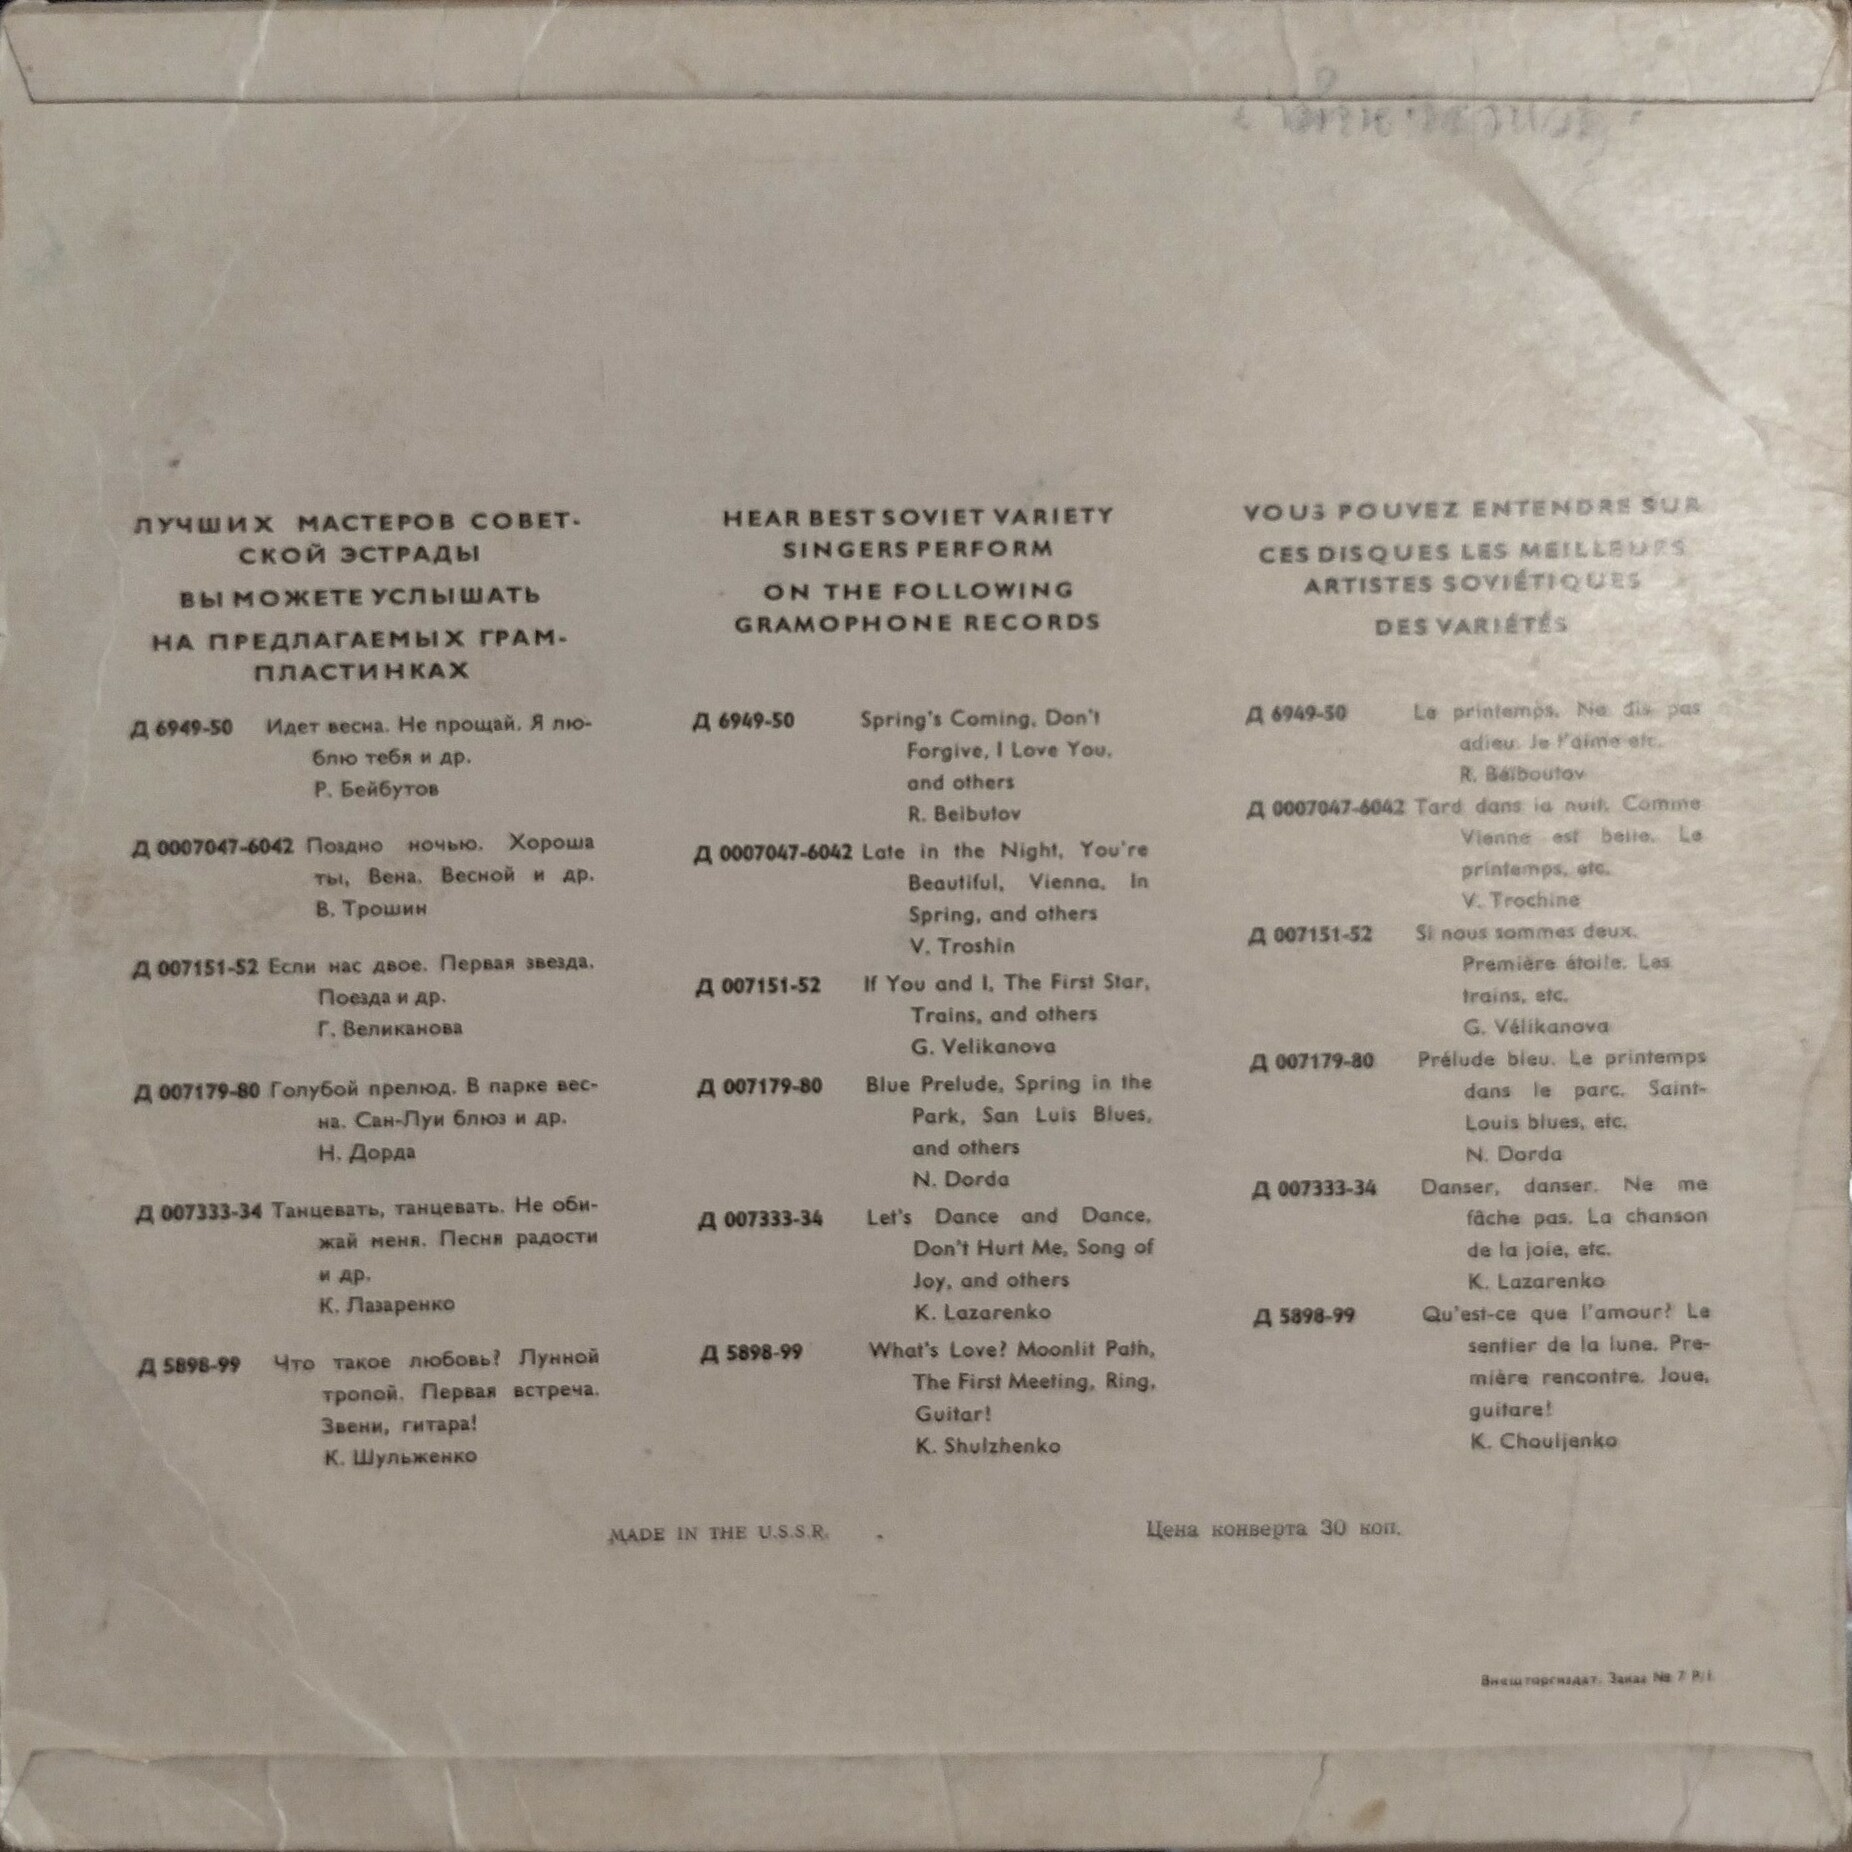 ЛУЧШИХ МАСТЕРОВ СОВЕТ-
СКОЙ ЭСТРАДЫ
ВЫ МОЖЕТЕ УСЛЫШАТЬ
НА ПРЕДЛАГАЕМЫХ ГРАМ-
ПЛАСТИНКАХ
Д 6949-50 Идет весна. Не прощай. Я лю-
блю тебя и др.
Р. Бейбутов
Д 0007047-6042 Поздно ночью. Хороша
ты, Вена. Весной и др.
В. Трошин
Д 007151-52 Если нас двое. Первая звезда.
Поезда и др.
Г. Великанова
Д 007179-80 Голубой прелюд. В парке вес-
на. Сан-Луи блюз и др.
Н. Дорда
Д 007333-34 Танцевать, танцевать. Не оби-
жай меня. Песня радости
и др.
К. Лазаренко
Д 5898-99 Что такое любовь? Лунной
тропой. Первая встреча.
Звени, гитара!
К. Шульженко
HEAR BEST SOVIET VARIETY
SINGERS PERFORM
ON THE FOLLOWING
GRAMOPHONE RECORDS
Д 6949-50 Spring's Coming, Don't
Forgive, I Love You,
and others
R. Beibutov
Д 0007047-6042 Late in the Night, You're
Beautiful, Vienna, In
Spring, and others
V. Troshin
Д 007151-52 If You and I, The First Star,
Trains, and others
G. Velikanova
Д 007179-80 Blue Prelude, Spring in the
Park, San Luis Blues,
and others
N. Dorda
Д 007333-34 Let's Dance and Dance,
Don't Hurt Me, Song of
Joy, and others
K. Lazarenko
Д 5898-99 What's Love? Moonlit Path,
The First Meeting, Ring,
Guitar!
K. Shulzhenko
VOUS POUVEZ ENTENDRE SUR
CES DISQUES LES MEILLEURS
ARTISTES SOVIÉTIQUES
DES VARIÉTÉS
Д 6949-50 Le printemps. Ne dis pas
adieu. Je t'aime etc.
R. Béïboutov
Д 0007047-6042 Tard dans la nuit. Comme
Vienne est belle. Le
printemps, etc.
V. Trochine
Д 007151-52 Si nous sommes deux.
Première étoile. Les
trains, etc.
G. Vélikanova
Д 007179-80 Prélude bleu. Le printemps
dans le parc. Saint-
Louis blues, etc.
N. Dorda
Д 007333-34 Danser, danser. Ne me
fâche pas. La chanson
de la joie, etc.
K. Lazarenko
Д 5898-99 Qu'est-ce que l'amour? Le
sentier de la lune. Pre-
mière rencontre. Joue,
guitare!
K. Chouljenko
MADE IN THE U.S.S.R.
Цена конверта 30 коп.
Внешторгиздат. Заказ № 7